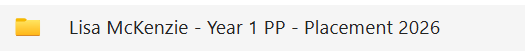 Lisa McKenzie - Year 1 PP - Placement 2026